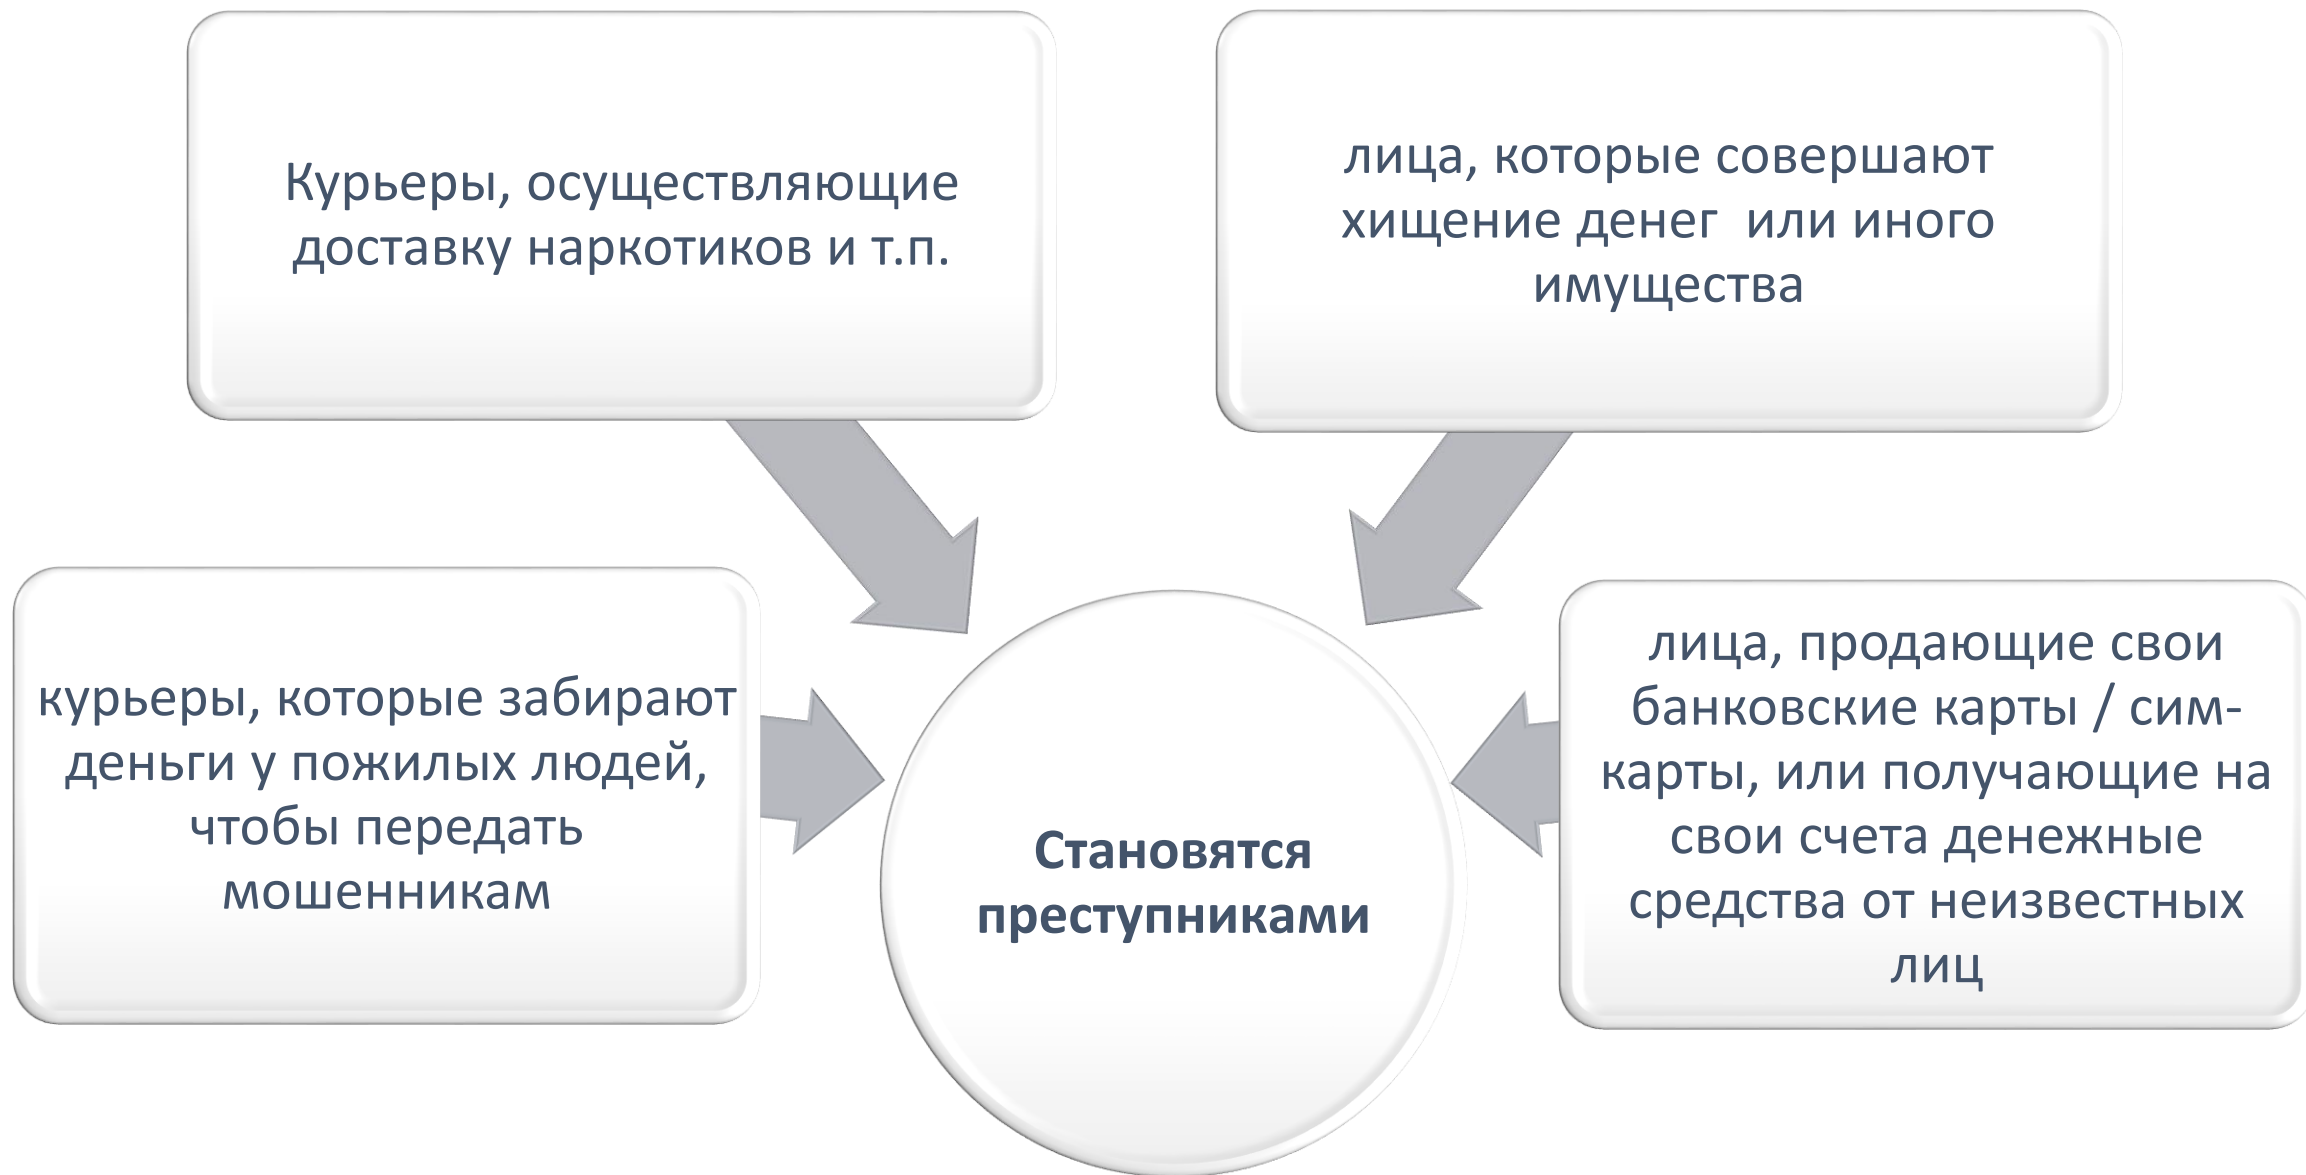 Курьеры, осуществляющие
доставку наркотиков и т.п.
лица, которые совершают
хищение денег  или иного
имущества
курьеры, которые забирают
деньги у пожилых людей,
чтобы передать
мошенникам
Становятся
преступниками
лица, продающие свои
банковские карты / сим-
карты, или получающие на
свои счета денежные
средства от неизвестных
лиц